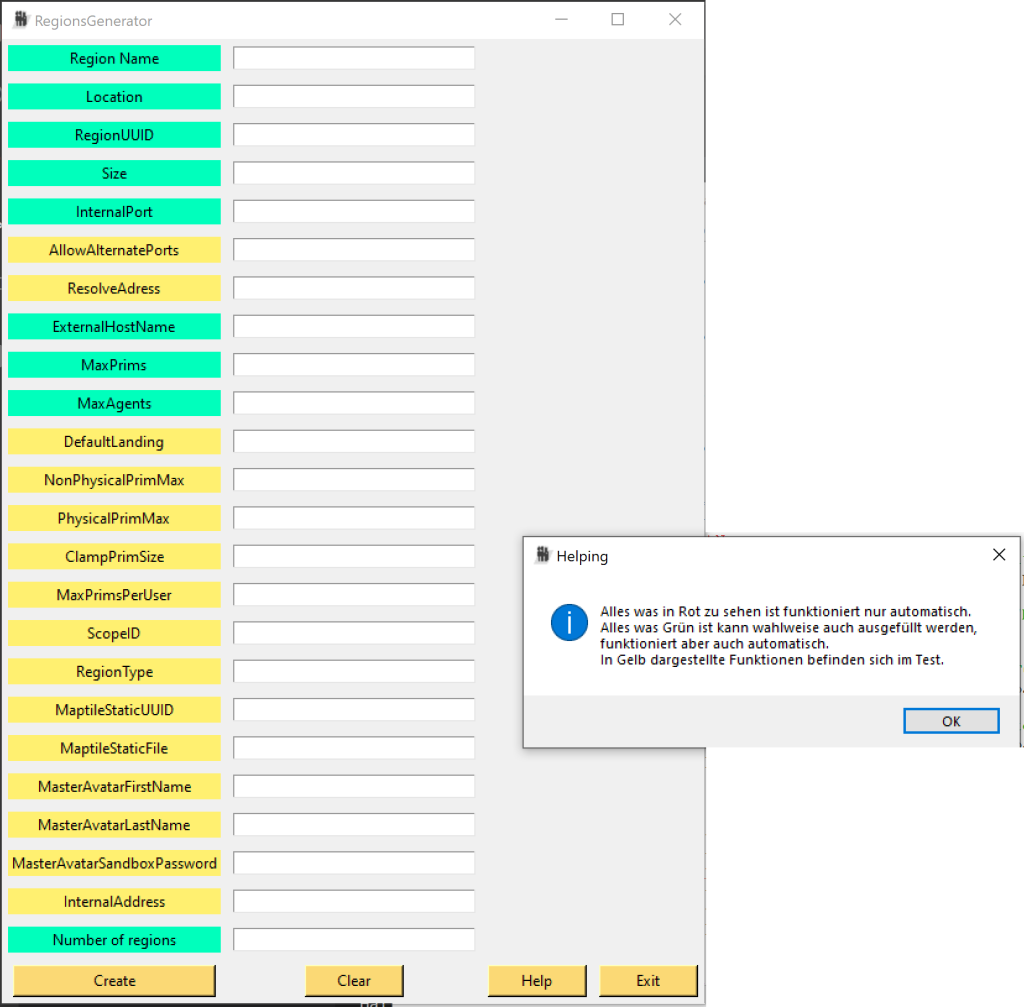 RegionsGenerator
Region Name
Location
RegionUUID
Size
InternalPort
AllowAlternatePorts
ResolveAdress
ExternalHostName
MaxPrims
MaxAgents
DefaultLanding
NonPhysicalPrimMax
PhysicalPrimMax
ClampPrimSize
MaxPrimsPerUser
ScopeID
RegionType
MaptileStaticUUID
MaptileStaticFile
MasterAvatarFirstName
MasterAvatarLastName
MasterAvatarSandboxPassword
InternalAddress
Number of regions
Create Clear Help Exit
Helping
Alles was in Rot zu sehen ist funktioniert nur automatisch.
Alles was Grün ist kann wahlweise auch ausgefüllt werden,
funktioniert aber auch automatisch.
In Gelb dargestellte Funktionen befinden sich im Test.
OK